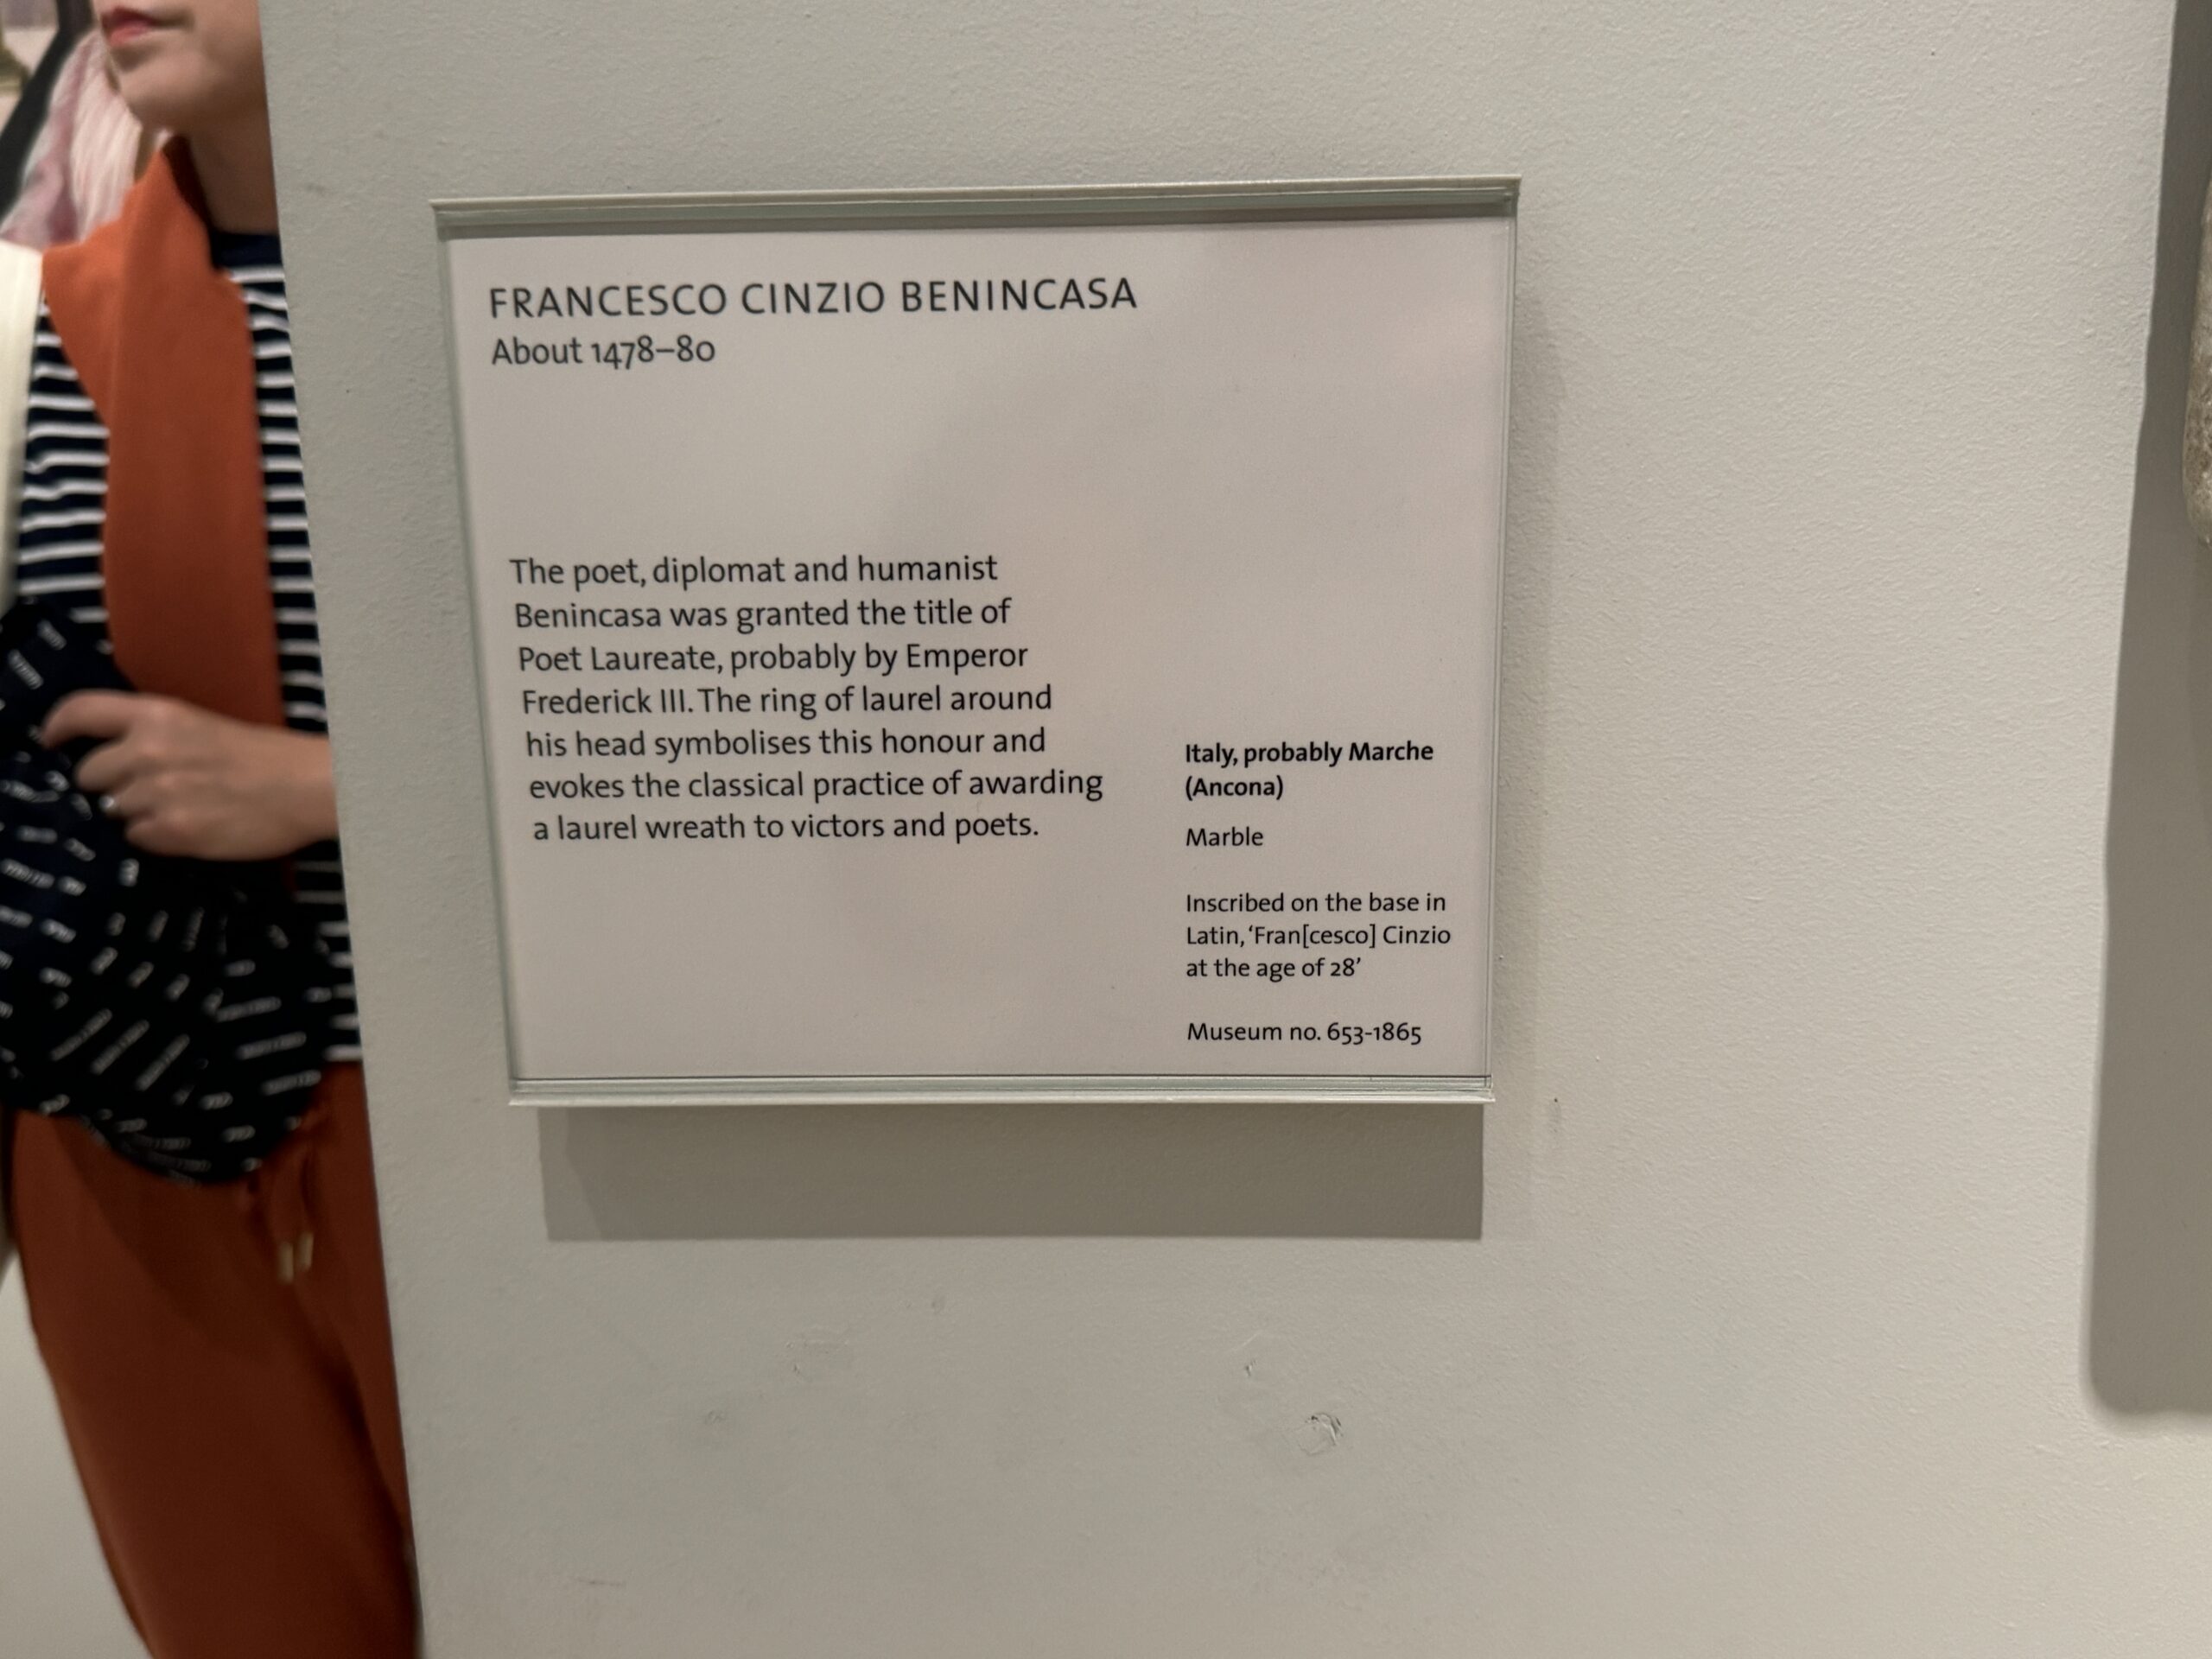 FRANCESCO CINZIO BENINCASA
About 1478–80
The poet, diplomat and humanist
Benincasa was granted the title of
Poet Laureate, probably by Emperor
Frederick III. The ring of laurel around
his head symbolises this honour and
evokes the classical practice of awarding
a laurel wreath to victors and poets.
Italy, probably Marche
(Ancona)
Marble
Inscribed on the base in
Latin, ‘Fran[cesco] Cinzio
at the age of 28’
Museum no. 653-1865